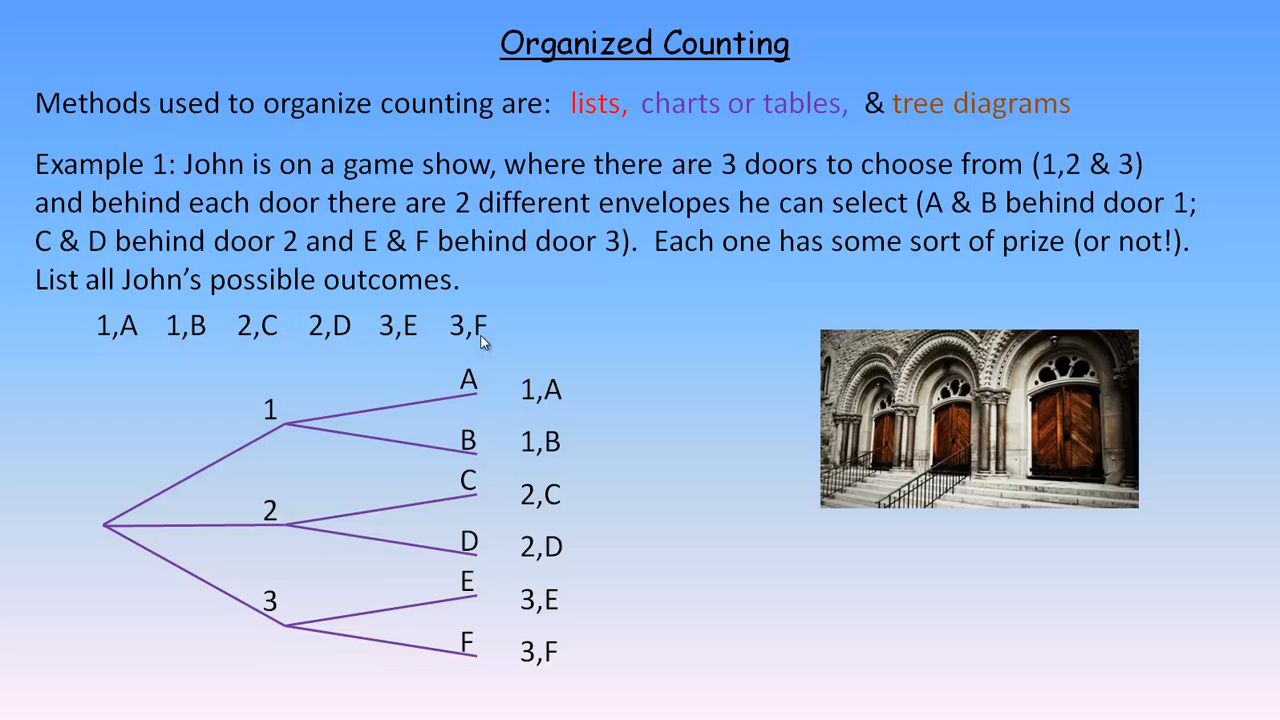 Organized Counting
Methods used to organize counting are: lists, charts or tables, & tree diagrams
Example 1: John is on a game show, where there are 3 doors to choose from (1,2 & 3)
and behind each door there are 2 different envelopes he can select (A & B behind door 1;
C & D behind door 2 and E & F behind door 3). Each one has some sort of prize (or not!).
List all John's possible outcomes.
1,A 1,B 2,C 2,D 3,E 3,F
A 1,A
1
B 1,B
C 2,C
2
D 2,D
E 3,E
3
F 3,F